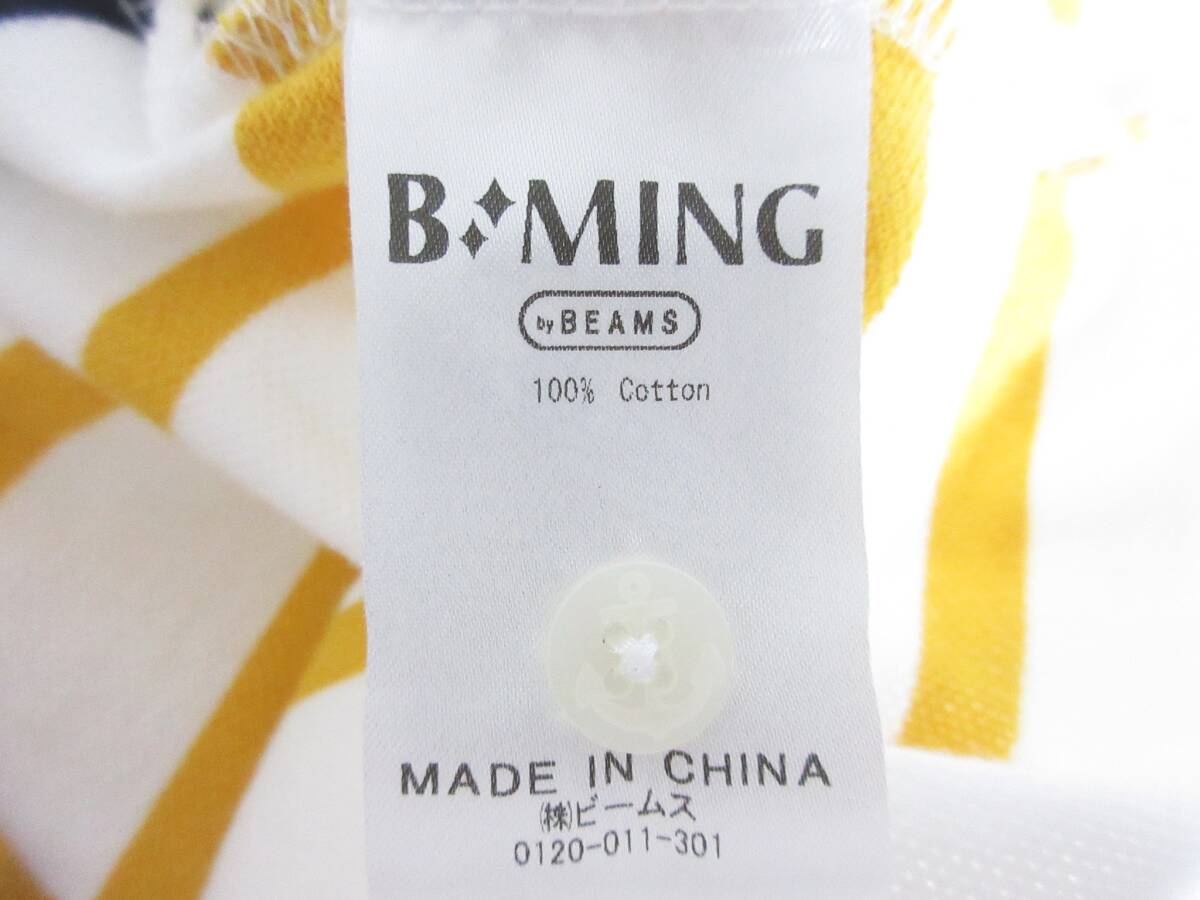 B MING
by BEAMS
100% Cotton
MADE IN CHINA
㈱ビームス
0120-011-301